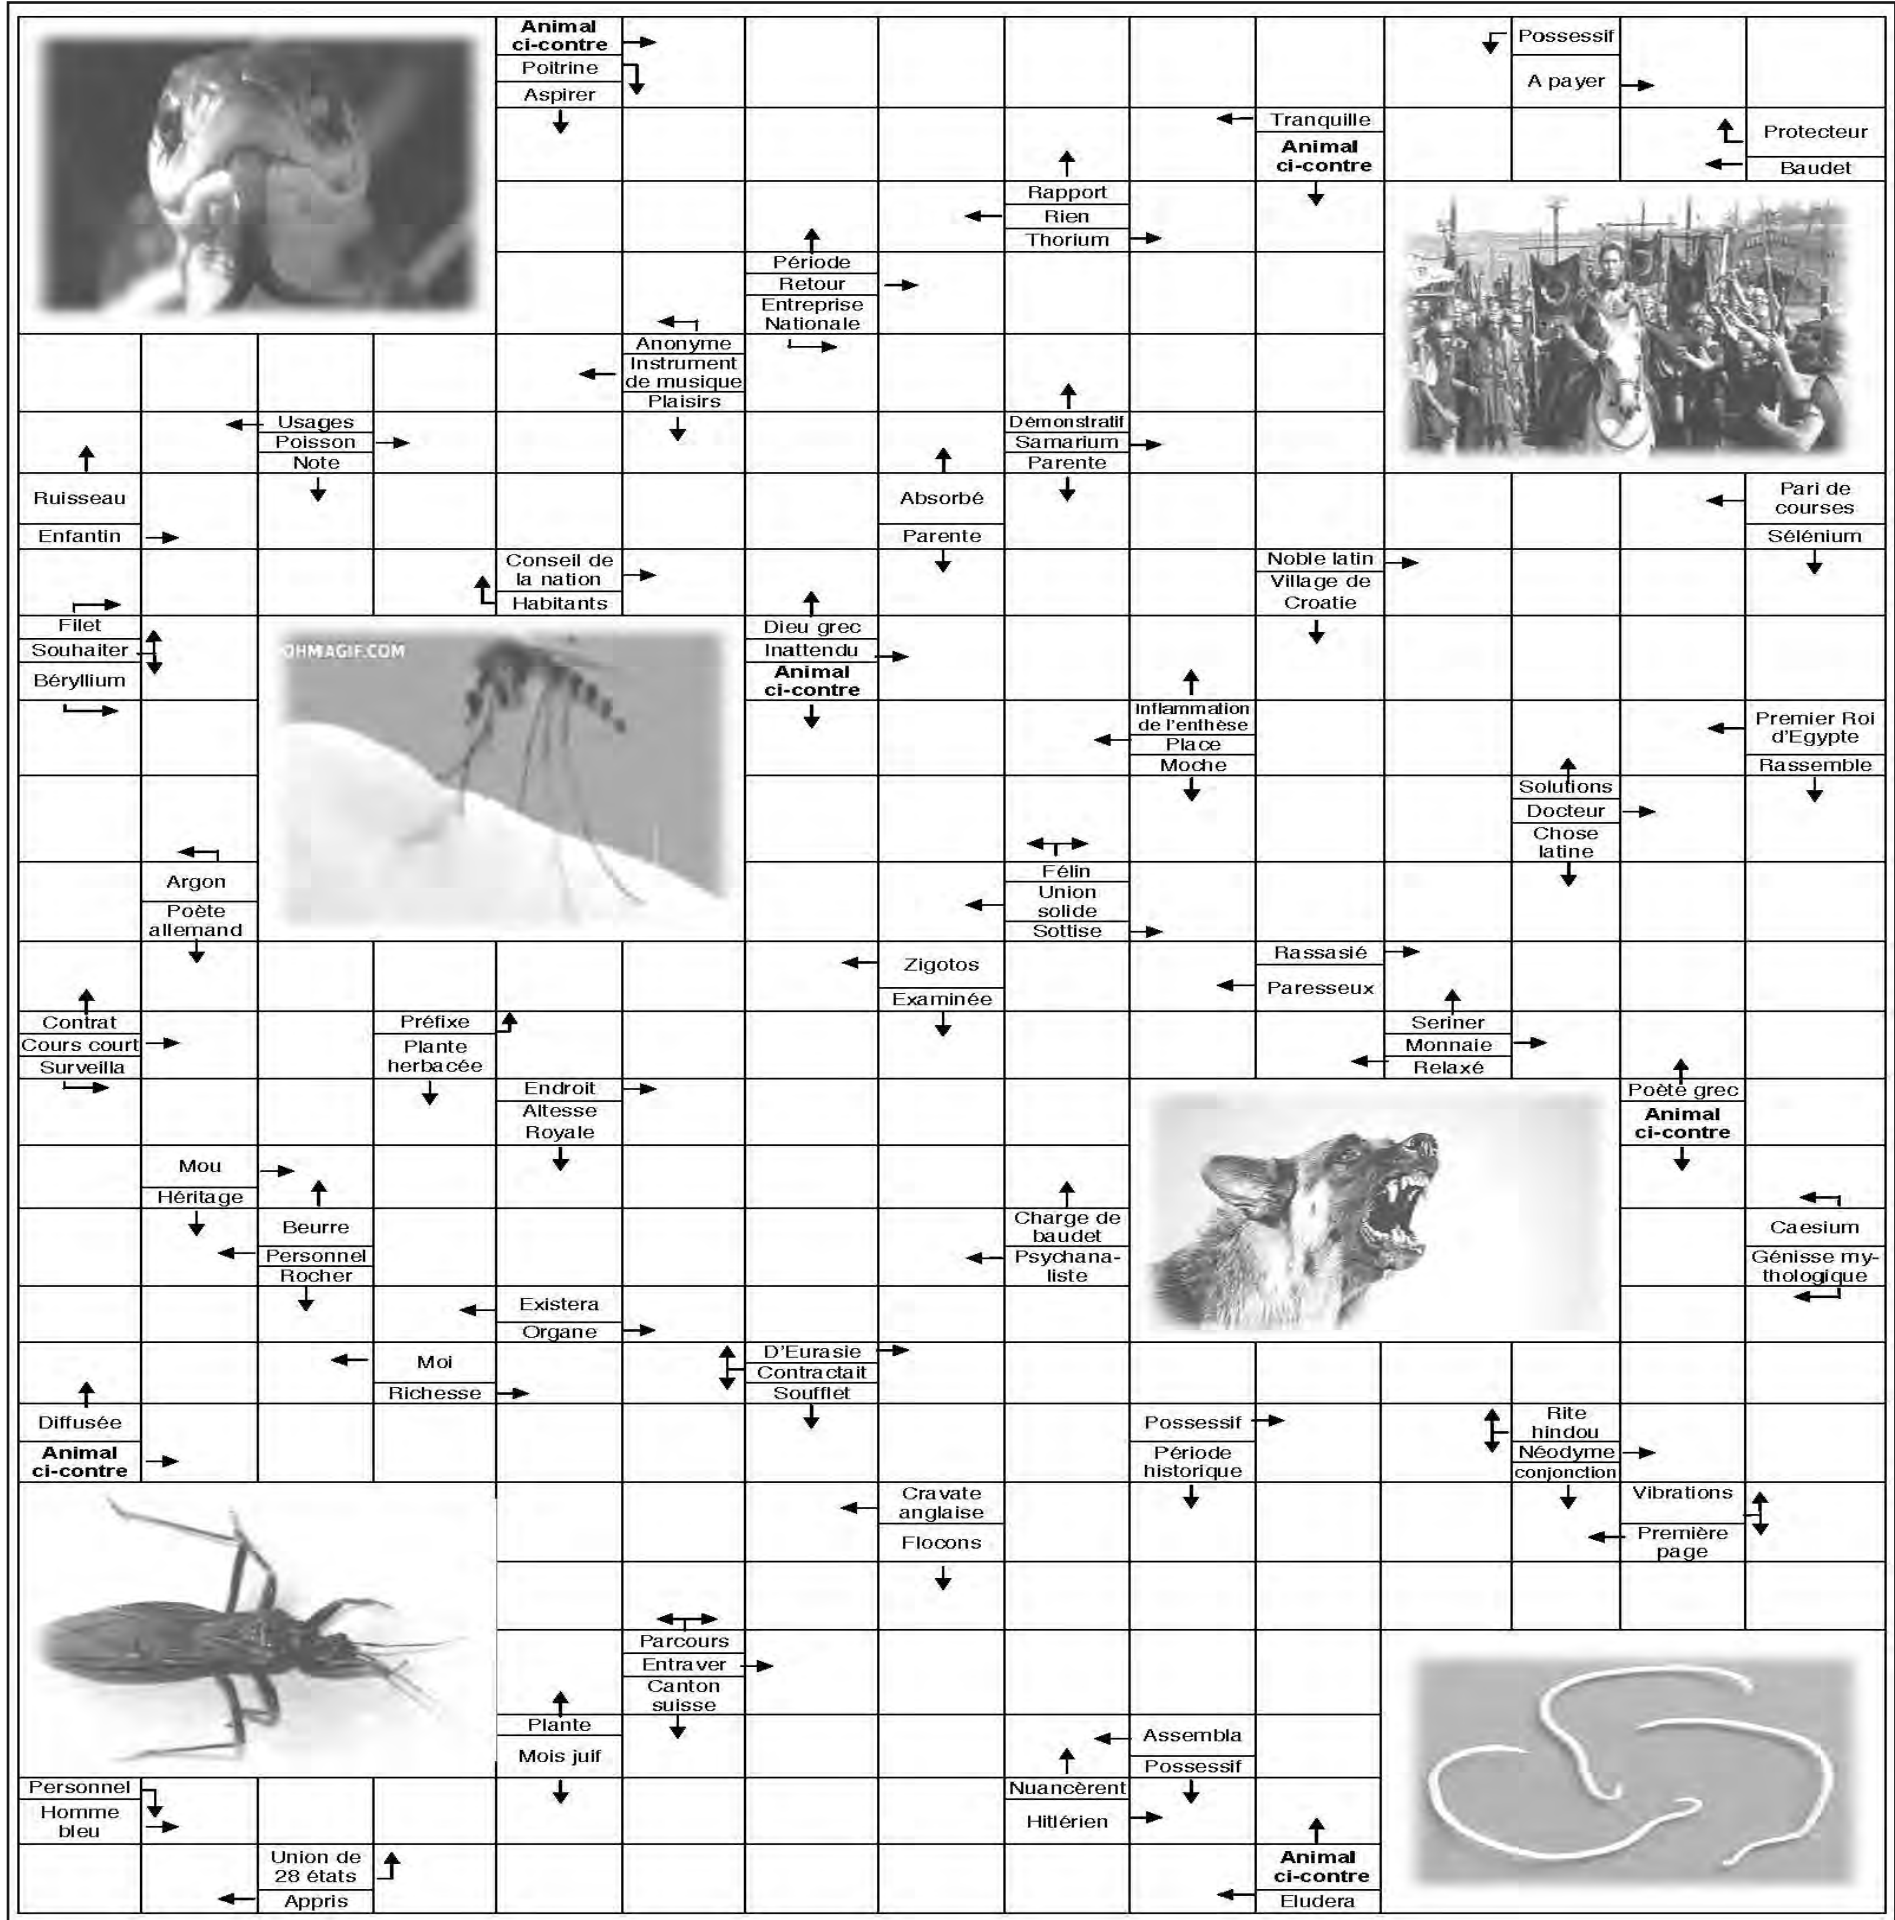 Animal
ci-contre
Poitrine
Aspirer
Possessif
A payer
Tranquille
Animal
ci-contre
Protecteur
Baudet
Rapport
Rien
Thorium
Période
Retour
Entreprise
Nationale
Anonyme
Instrument
de musique
Plaisirs
Usages
Poisson
Note
Démonstratif
Samarium
Parente
Ruisseau
Enfantin
Absorbé
Parente
Pari de
courses
Sélénium
Conseil de
la nation
Habitants
Noble latin
Village de
Croatie
Filet
Souhaiter
Béryllium
OHMAGIF.COM
Dieu grec
Inattendu
Animal
ci-contre
Inflammation
de l'enthèse
Place
Moche
Premier Roi
d'Egypte
Rassemble
Solutions
Docteur
Chose
latine
Argon
Poète
allemand
Félin
Union
solide
Sottise
Zigotos
Examinée
Rassasié
Paresseux
Contrat
Cours court
Surveilla
Préfixe
Plante
herbacée
Seriner
Monnaie
Relaxé
Endroit
Altesse
Royale
Poète grec
Animal
ci-contre
Mou
Héritage
Beurre
Personnel
Rocher
Charge de
baudet
Psychana-
liste
Caesium
Génisse my-
thologique
Existera
Organe
Moi
Richesse
D'Eurasie
Contractait
Soufflet
Diffusée
Animal
ci-contre
Possessif
Période
historique
Rite
hindou
Néodyme
conjonction
Cravate
anglaise
Flocons
Vibrations
Première
page
Parcours
Entraver
Canton
suisse
Plante
Mois juif
Assembla
Possessif
Personnel
Homme
bleu
Nuancèrent
Hitlérien
Union de
28 états
Appris
Animal
ci-contre
Eludera